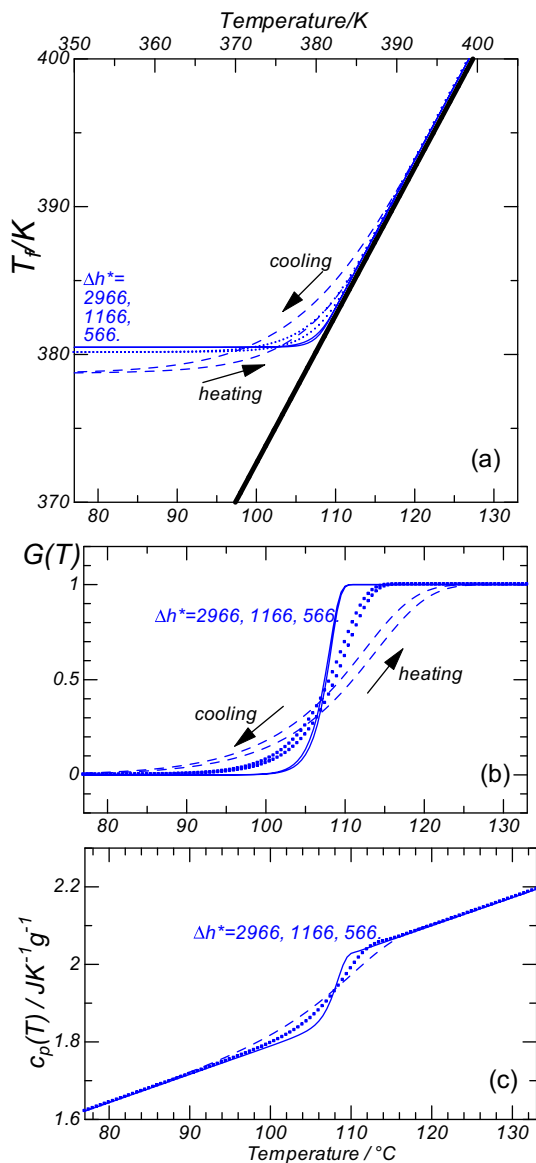 Temperature/K
350 360 370 380 390 400
400
390
380
370
T_f/K
cooling
Δh*=
2966,
1166,
566.
heating
(a)
80 90 100 110 120 130
G(T)
1
0.5
0
Δh*=2966, 1166, 566.
heating
cooling
(b)
80 90 100 110 120 130
2.2
2
1.8
1.6
c_p(T) / JK⁻¹g⁻¹
Δh*=2966, 1166, 566.
(c)
80 90 100 110 120 130
Temperature / °C